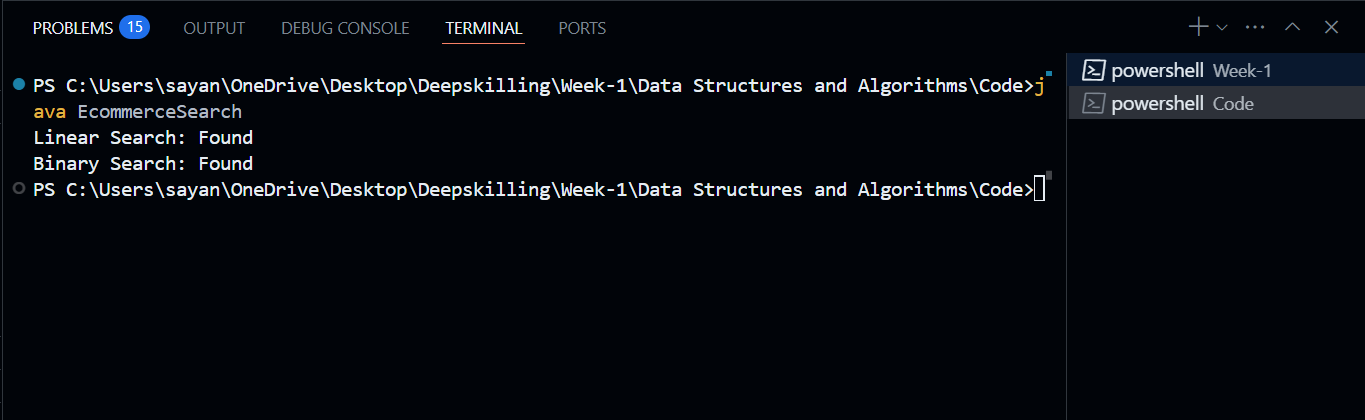 PROBLEMS 15 OUTPUT DEBUG CONSOLE TERMINAL PORTS
PS C:\Users\sayan\OneDrive\Desktop\Deepskilling\Week-1\Data Structures and Algorithms\Code>j
ava EcommerceSearch
Linear Search: Found
Binary Search: Found
PS C:\Users\sayan\OneDrive\Desktop\Deepskilling\Week-1\Data Structures and Algorithms\Code>
powershell Week-1
powershell Code